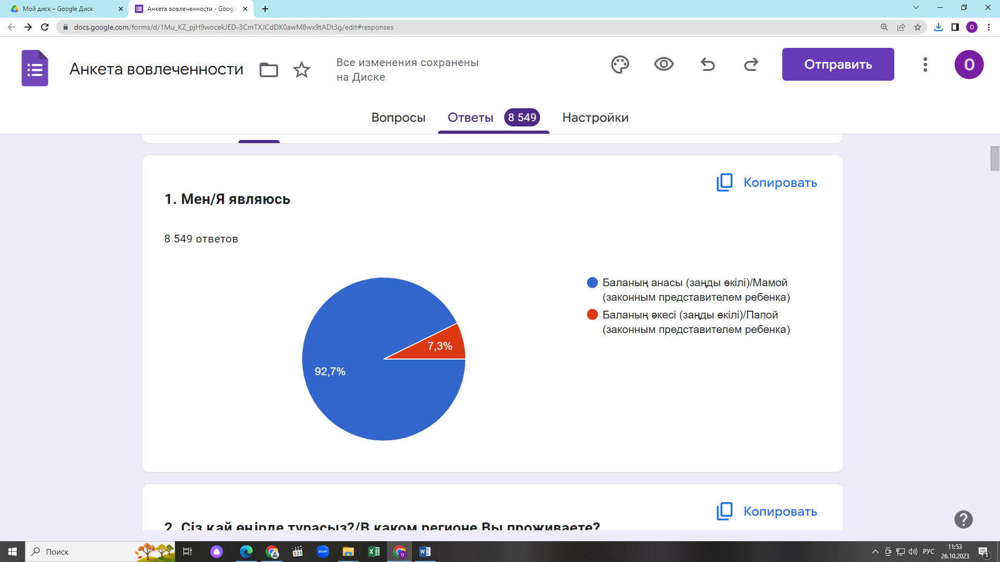 Мой диск – Google Диск
Анкета вовлеченности - Googl
docs.google.com/forms/d/1Mu_KZ_pjH9wocekJED-3CmTXJCdDK0awM8wx9tADt3g/edit#responses
O
Анкета вовлеченности
Все изменения сохранены
на Диске
Отправить
O
Вопросы
Ответы
8 549
Настройки
Копировать
1. Мен/Я являюсь
8 549 ответов
Баланың анасы (заңды өкілі)/Мамой
(законным представителем ребенка)
Баланың әкесі (заңды өкілі)/Папой
(законным представителем ребенка)
7,3%
92,7%
Копировать
2. Сіз қай өңірде тұрасыз?/В каком регионе Вы проживаете?
Поиск
321
zoom
O
РУС
11:53
26.10.2023
1